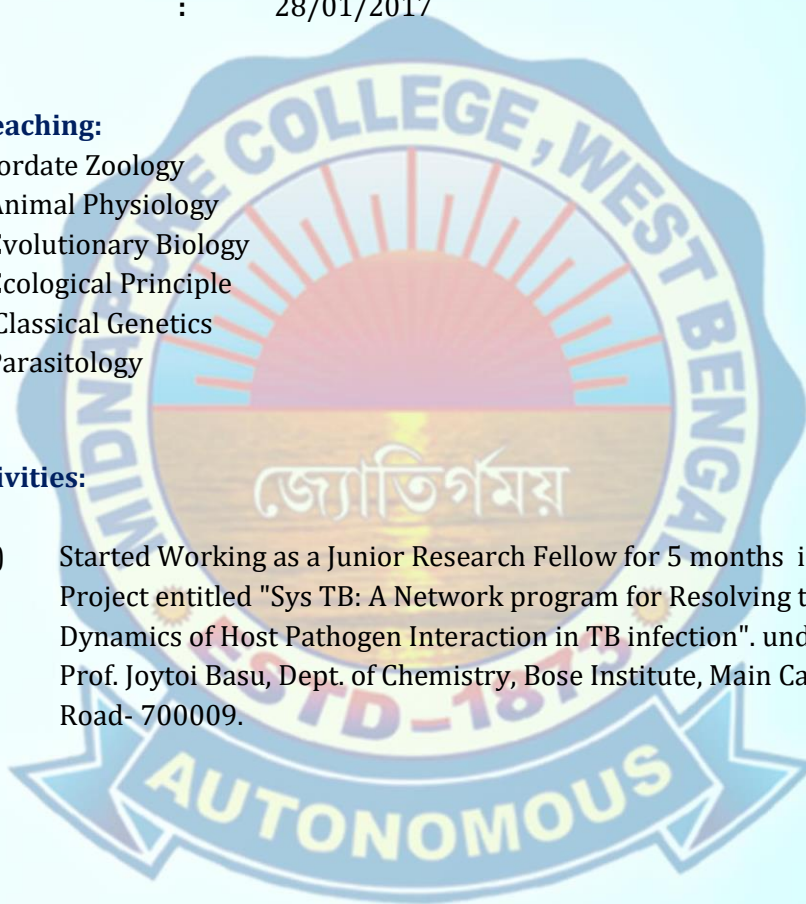 : 28/01/2017
eaching:
ordate Zoology
Animal Physiology
Evolutionary Biology
Ecological Principle
Classical Genetics
Parasitology
ivities:
) Started Working as a Junior Research Fellow for 5 months i
Project entitled "Sys TB: A Network program for Resolving t
Dynamics of Host Pathogen Interaction in TB infection". und
Prof. Joytoi Basu, Dept. of Chemistry, Bose Institute, Main Ca
Road- 700009.
MIDNAPORE COLLEGE, WEST BENGAL
জ্যোতির্গময়
ESTD-1873
AUTONOMOUS